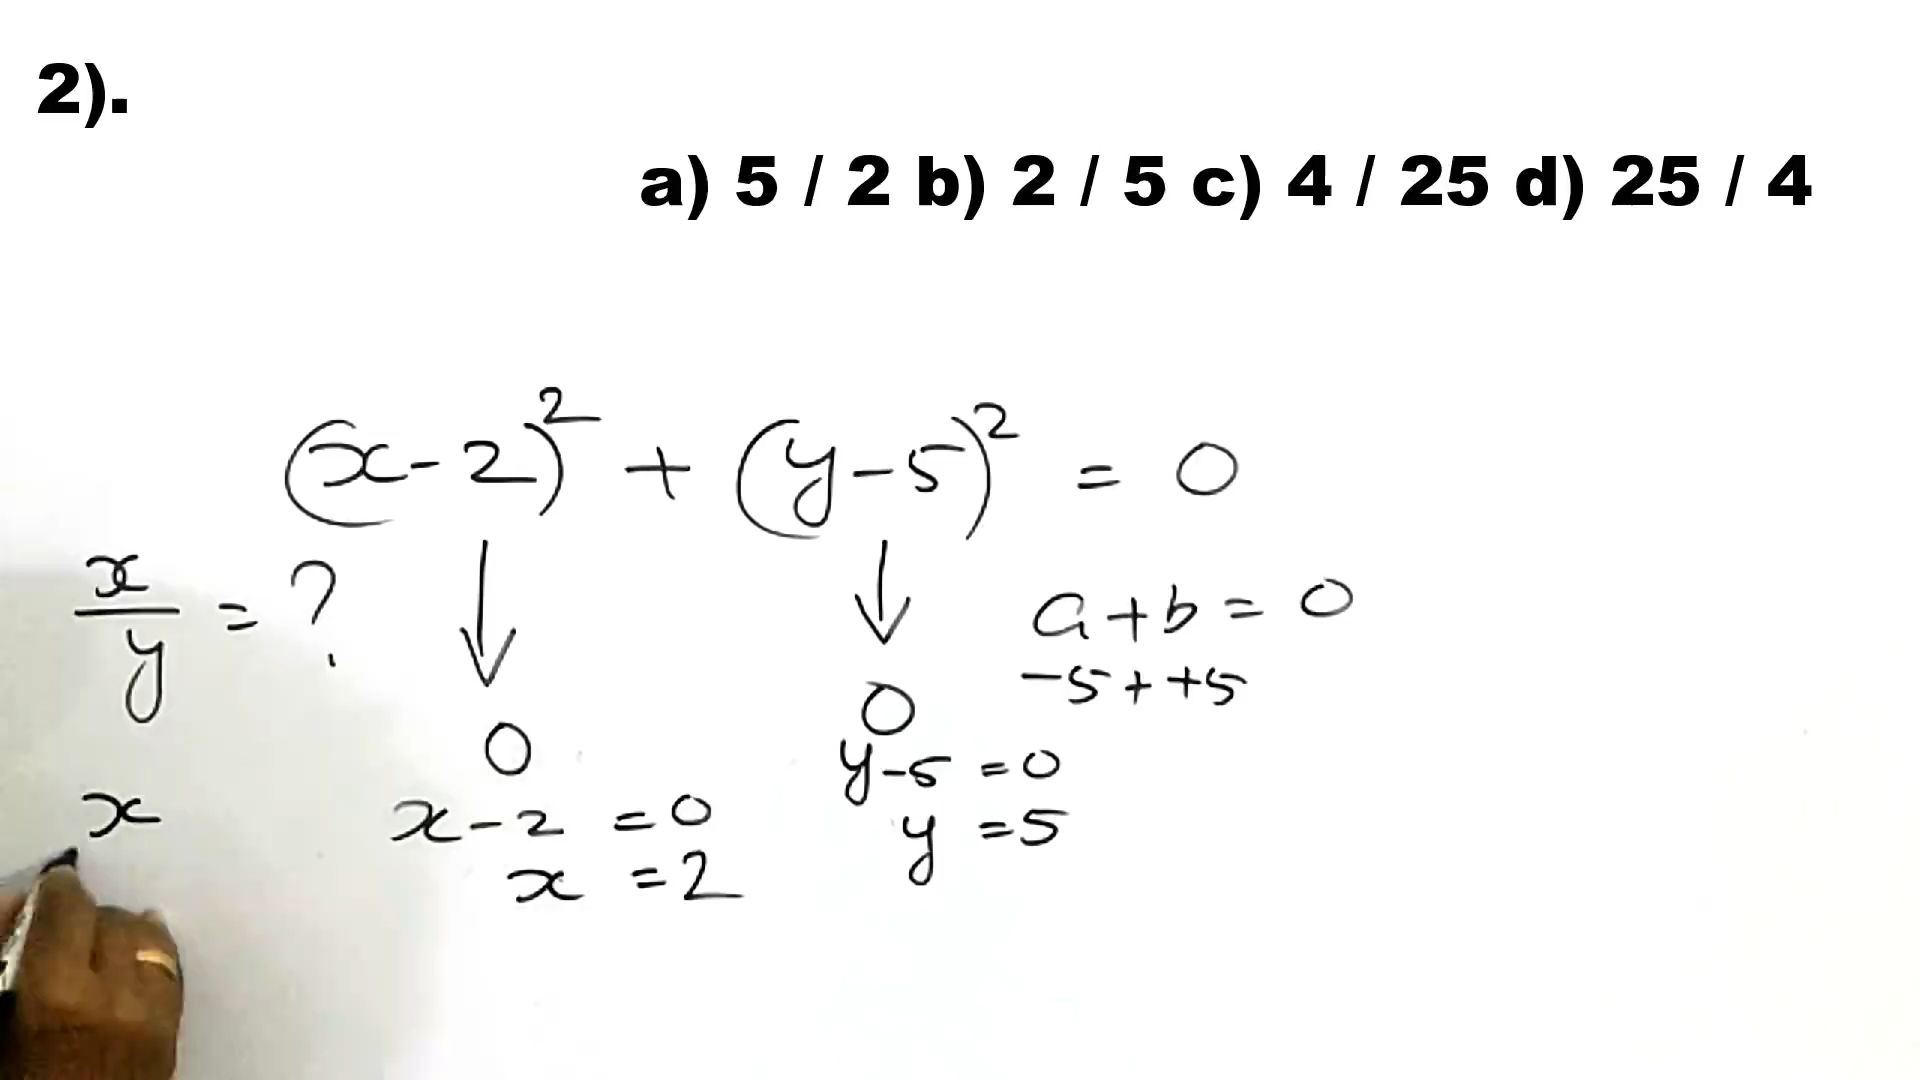 2).
a) 5 / 2 b) 2 / 5 c) 4 / 25 d) 25 / 4
(x-2)² + (y-5)² = 0
x/y = ?
a+b = 0
-5 + +5
0
0
y-5 = 0
x
x-2 = 0
y = 5
x = 2